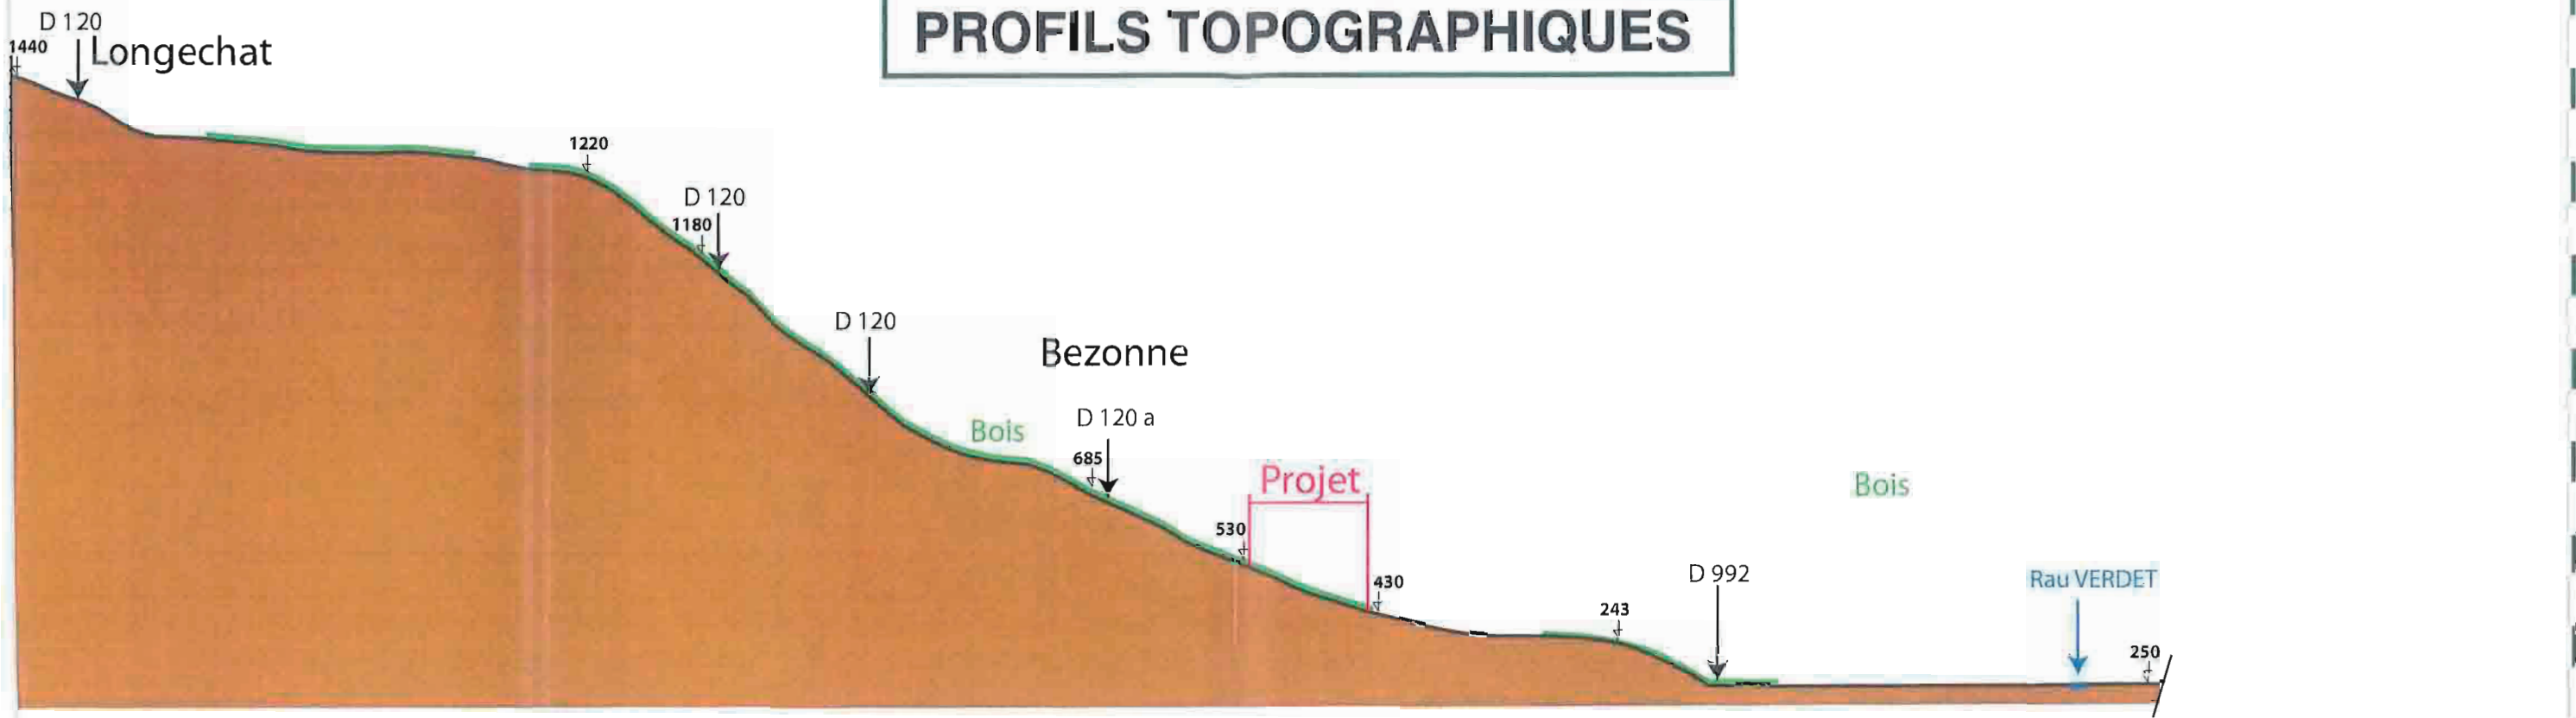 PROFILS TOPOGRAPHIQUES
D 120
1440
Longechat
1220
D 120
1180
D 120
Bezonne
D 120 a
Bois
685
Projet
Bois
530
430
D 992
Rau VERDET
243
250